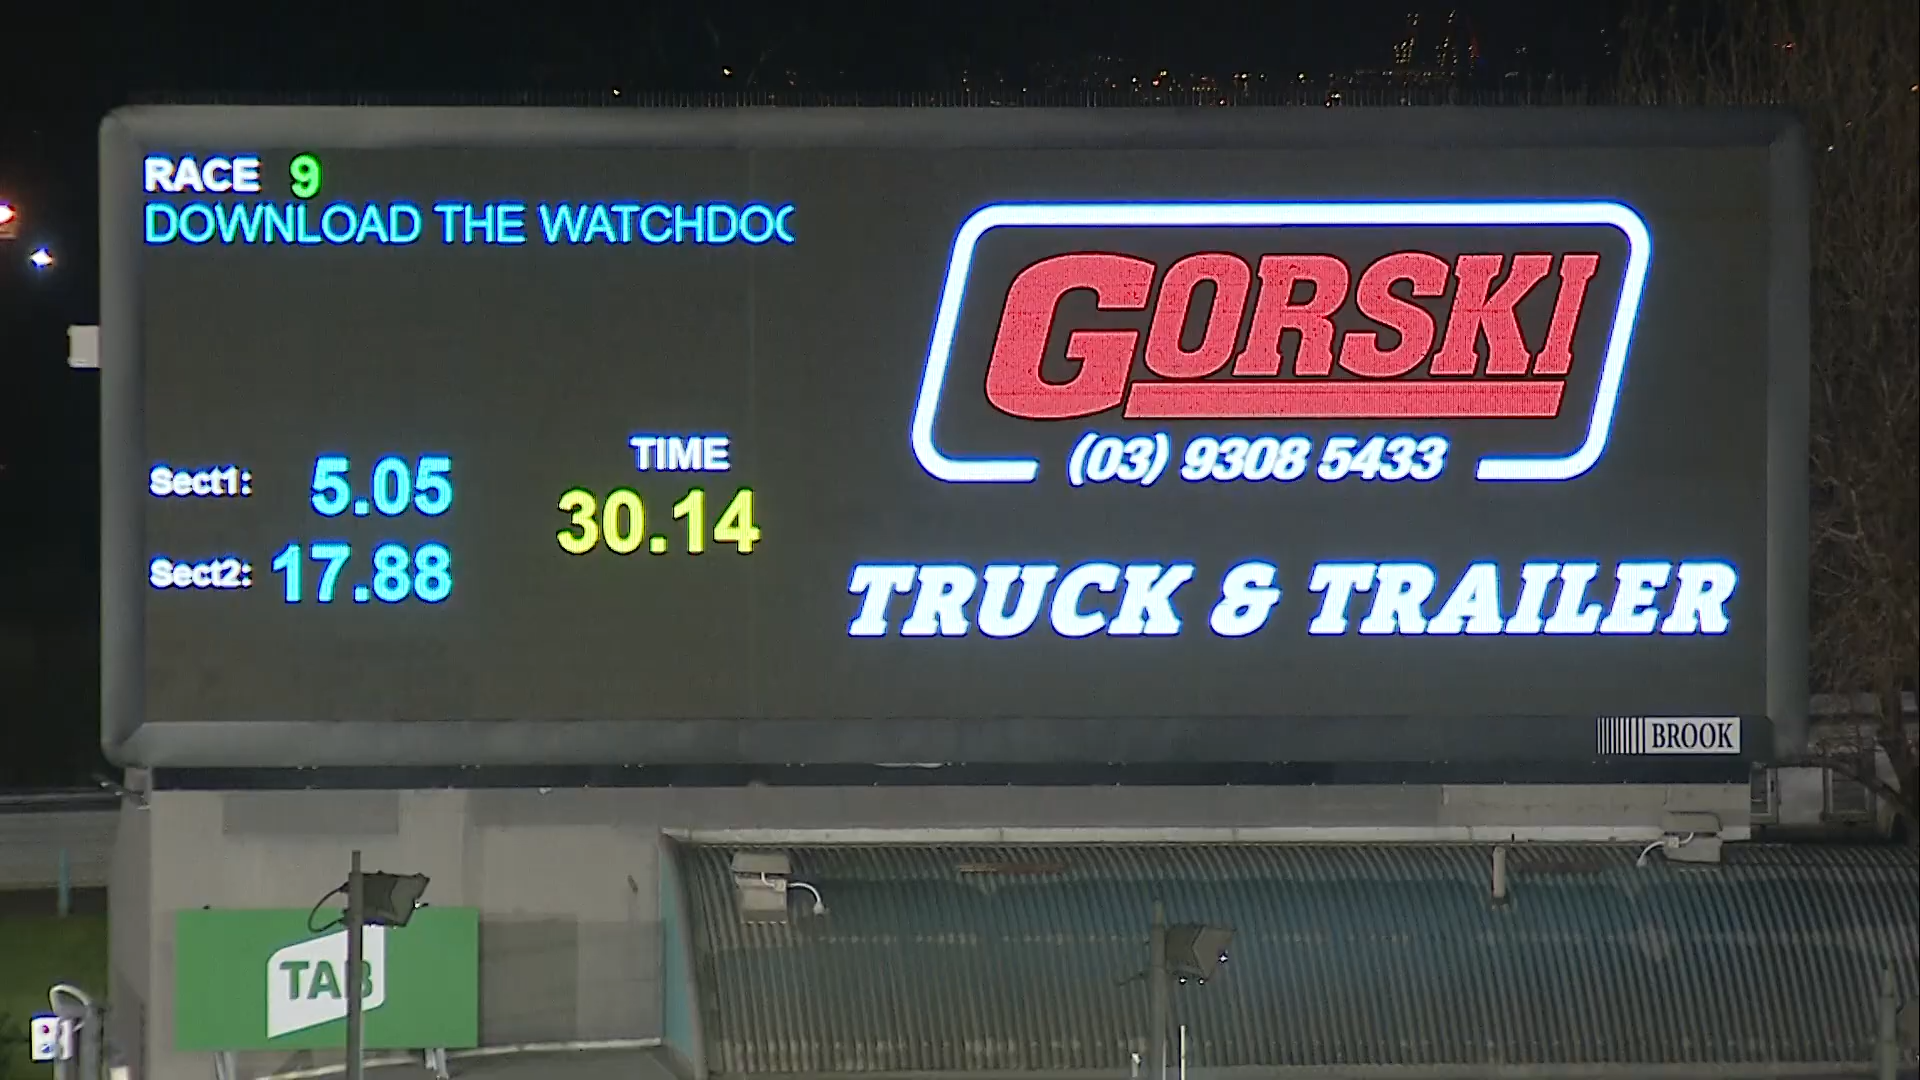 RACE 9
DOWNLOAD THE WATCHDO
Sect1: 5.05
Sect2: 17.88
TIME
30.14
GORSKI
(03) 9308 5433
TRUCK & TRAILER
BROOK
TAB